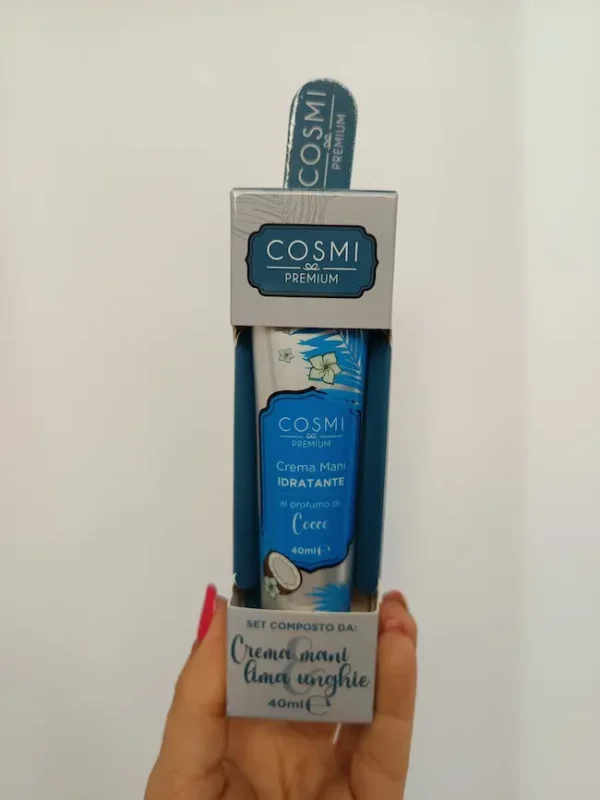 COSMI
PREMIUM
COSMI
PREMIUM
COSMI
PREMIUM
Crema Mani
IDRATANTE
al profumo di
Cocco
40ml e
SET COMPOSTO DA:
Crema mani
&
lima unghie
40ml e